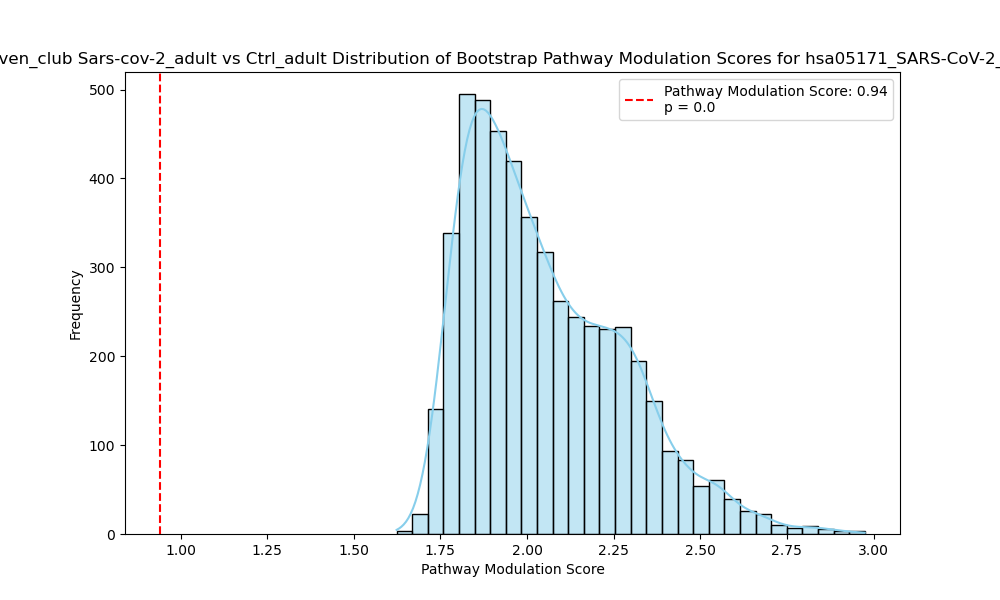 ven_club Sars-cov-2_adult vs Ctrl_adult Distribution of Bootstrap Pathway Modulation Scores for hsa05171_SARS-CoV-2_
Pathway Modulation Score: 0.94
p = 0.0
Frequency
500
400
300
200
100
0
1.00 1.25 1.50 1.75 2.00 2.25 2.50 2.75 3.00
Pathway Modulation Score